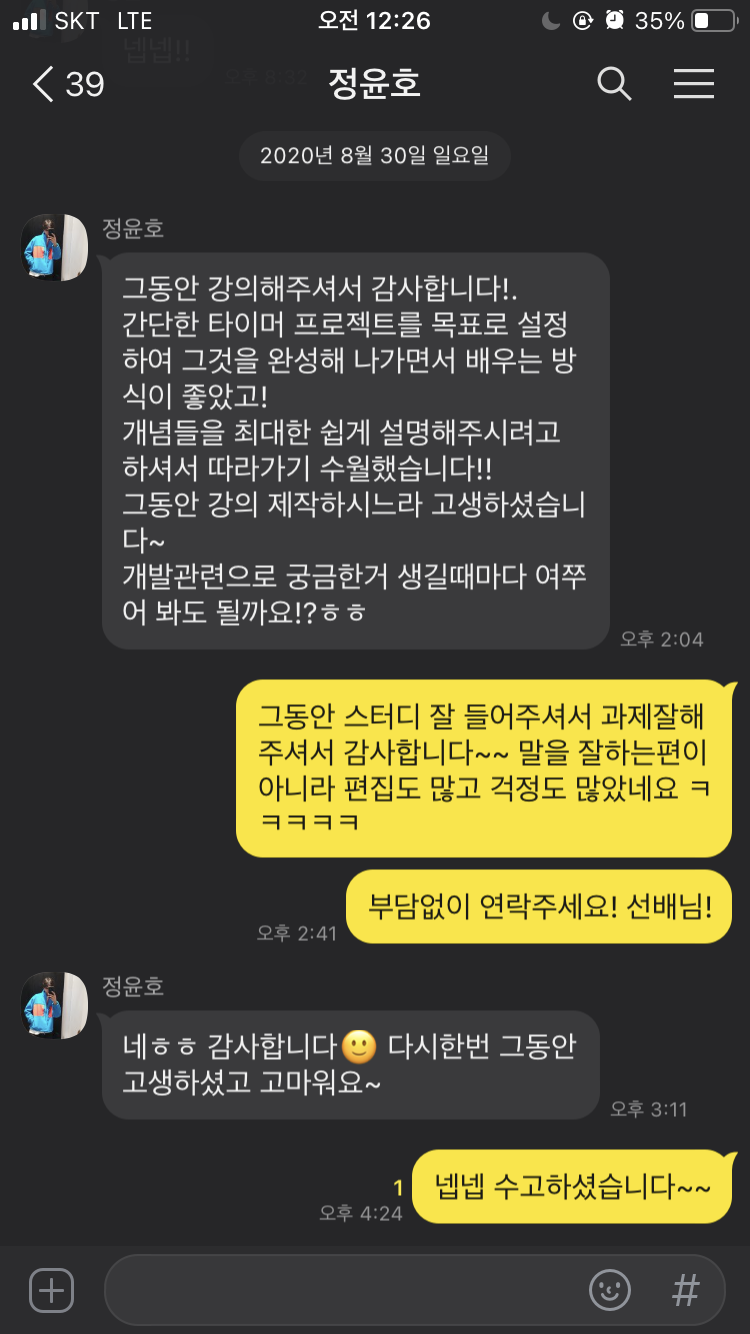 SKT LTE 오전 12:26 35%
넵넵!!
오후 8:32
39 정윤호
2020년 8월 30일 일요일
정윤호
그동안 강의해주셔서 감사합니다!.
간단한 타이머 프로젝트를 목표로 설정
하여 그것을 완성해 나가면서 배우는 방
식이 좋았고!
개념들을 최대한 쉽게 설명해주시려고
하셔서 따라가기 수월했습니다!!
그동안 강의 제작하시느라 고생하셨습니
다~
개발관련으로 궁금한거 생길때마다 여쭈
어 봐도 될까요!?ㅎㅎ
오후 2:04
그동안 스터디 잘 들어주셔서 과제잘해
주셔서 감사합니다~~ 말을 잘하는편이
아니라 편집도 많고 걱정도 많았네요 ㅋ
ㅋㅋㅋㅋ
부담없이 연락주세요! 선배님!
오후 2:41
정윤호
네ㅎㅎ 감사합니다🙂 다시한번 그동안
고생하셨고 고마워요~
오후 3:11
넵넵 수고하셨습니다~~
1
오후 4:24
#